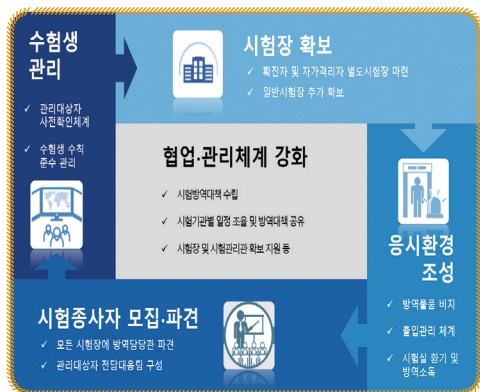 수험생
관리
✓ 관리대상자
사전확인체계
✓ 수험생 수칙
준수 관리
시험장 확보
✓ 확진자 및 자가격리자 별도시험장 마련
✓ 일반시험장 추가 확보
협업·관리체계 강화
✓ 시험방역대책 수립
✓ 시험기관별 일정 조율 및 방역대책 공유
✓ 시험장 및 시험관리관 확보 지원 등
응시환경
조성
✓ 방역물품 비치
✓ 출입관리 체계
✓ 시험실 환기 및
방역소독
시험종사자 모집·파견
✓ 모든 시험장에 방역담당관 파견
✓ 관리대상자 전담대응팀 구성